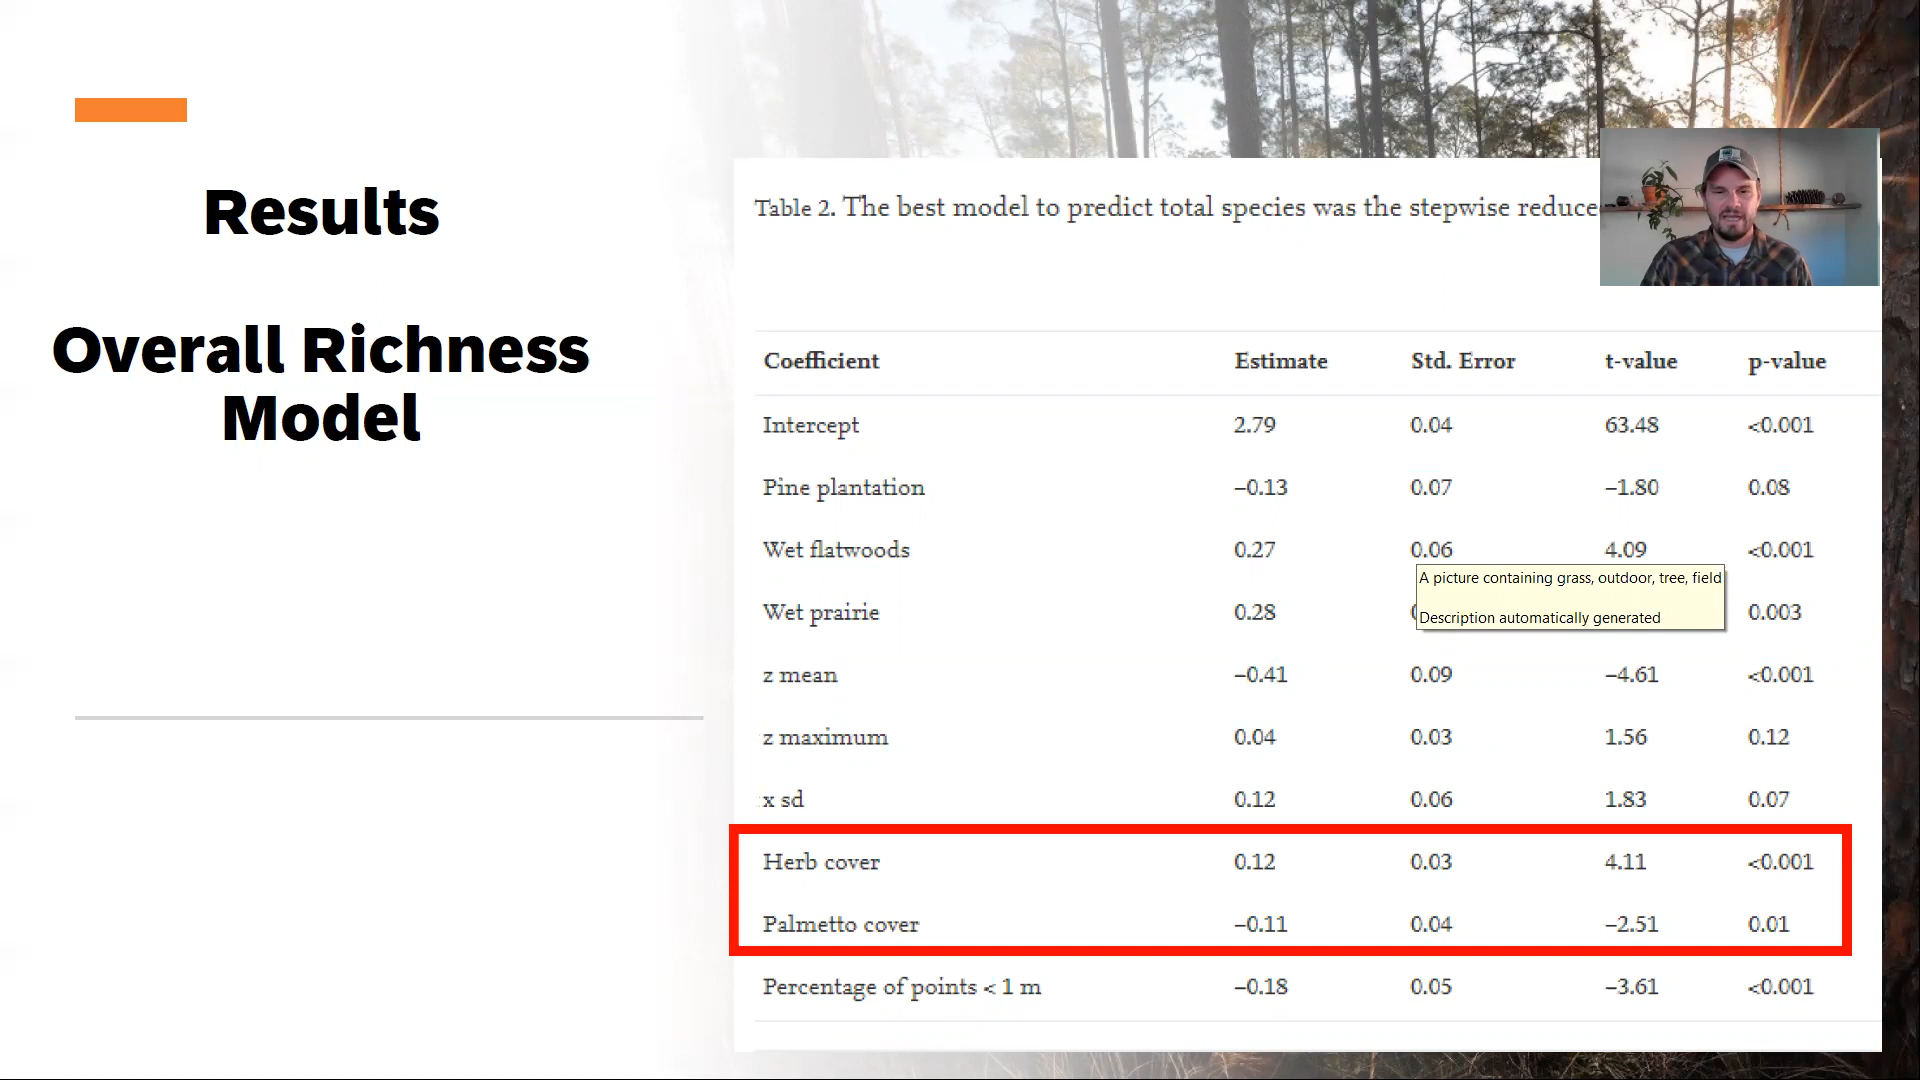 Results
Overall Richness
Model
Table 2. The best model to predict total species was the stepwise
Coefficient Estimate Std. Error t-value p-value
Intercept 2.79 0.04 63.48 <0.001
Pine plantation −0.13 0.07 −1.80 0.08
Wet flatwoods 0.27 0.06 4.09 <0.001
A picture containing grass, outdoor, tree, field
Wet prairie 0.28 0.003
Description automatically generated
z mean −0.41 0.09 −4.61 <0.001
z maximum 0.04 0.03 1.56 0.12
x sd 0.12 0.06 1.83 0.07
Herb cover 0.12 0.03 4.11 <0.001
Palmetto cover −0.11 0.04 −2.51 0.01
Percentage of points < 1 m −0.18 0.05 −3.61 <0.001